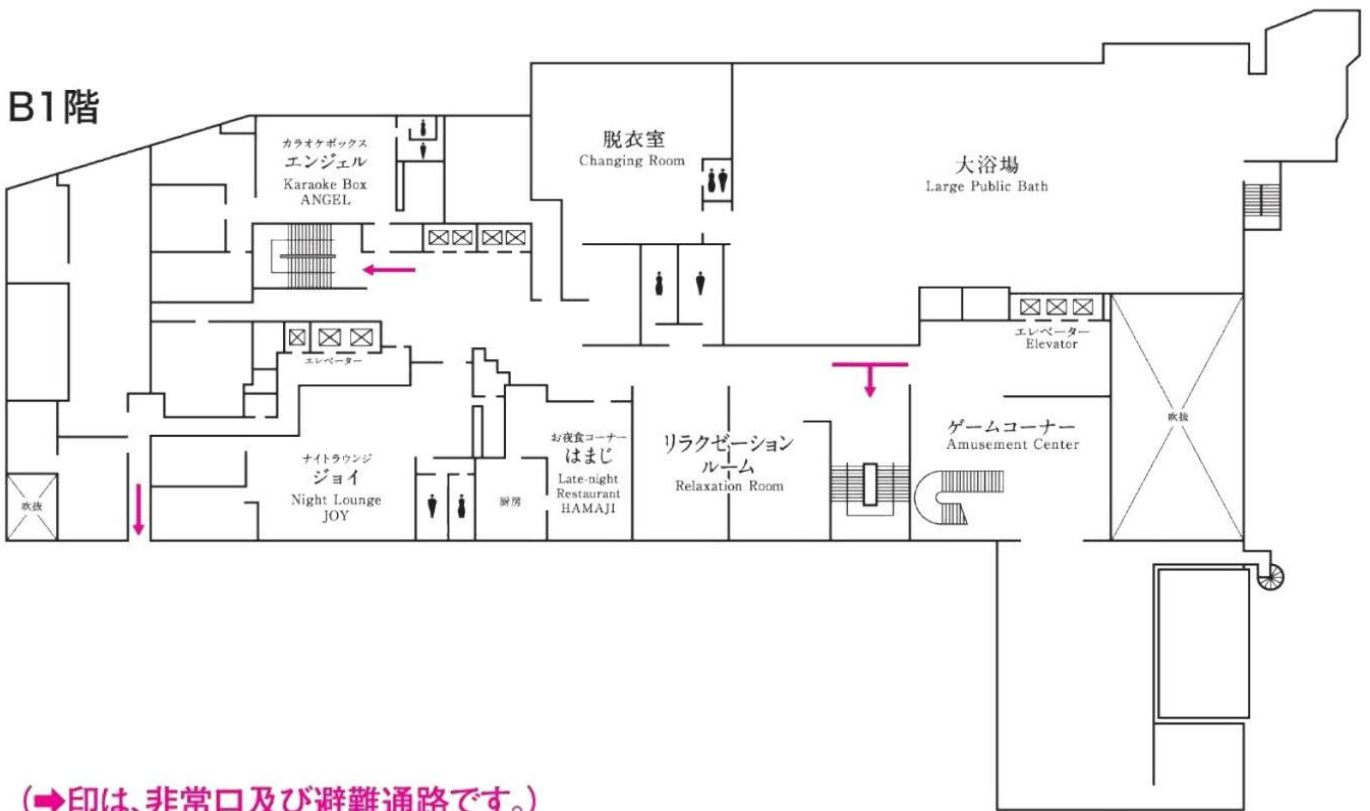 B1階
カラオケボックス
エンジェル
Karaoke Box
ANGEL
脱衣室
Changing Room
大浴場
Large Public Bath
エレベーター
エレベーター
Elevator
吹抜
ナイトラウンジ
ジョイ
Night Lounge
JOY
厨房
お夜食コーナー
はまじ
Late-night
Restaurant
HAMAJI
リラクゼーション
ルーム
Relaxation Room
ゲームコーナー
Amusement Center
吹抜
(➡印は、非常口及び避難通路です。)